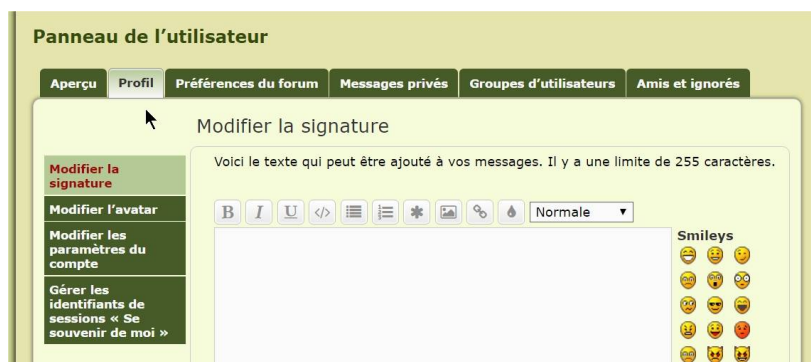 Panneau de l’utilisateur
Aperçu Profil Préférences du forum Messages privés Groupes d’utilisateurs Amis et ignorés
Modifier la signature
Voici le texte qui peut être ajouté à vos messages. Il y a une limite de 255 caractères.
Modifier la
signature
Modifier l’avatar
Modifier les
paramètres du
compte
Gérer les
identifiants de
sessions « Se
souvenir de moi »
B I U </> Normale
Smileys